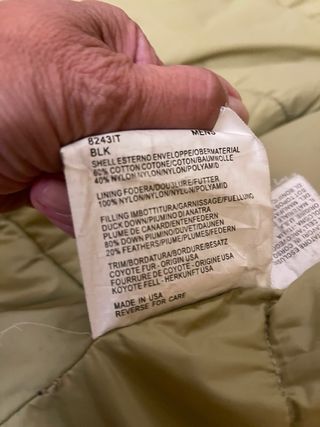 8243IT MENS
BLK
SHELL ESTERNO ENVELOPPE/OBERMATERIAL
60% COTTON COTONE/COTON/BAUMWOLLE
40% NYLON/NYLON/NYLON/POLYAMID
LINING FODERA/DOUBLURE/FUTTER
100% NYLON/NYLON/NYLON/POLYAMID
FILLING IMBOTTITURA/GARNISSAGE/FUELLUNG
DUCK DOWN/PIUMINO DI ANATRA
PLUME DE CANARD/ENTENFEDERN
80% DOWN/PIUMINO/DUVET/DAUNEN
20% FEATHERS/PIUME/PLUMES/FEDERN
TRIM/BORDATURA/BORDURE/BESATZ
COYOTE FUR - ORIGIN USA
FOURRURE DE COYOTE - ORIGINE USA
KOYOTE FELL - HERKUNFT USA
MADE IN USA
REVERSE FOR CARE